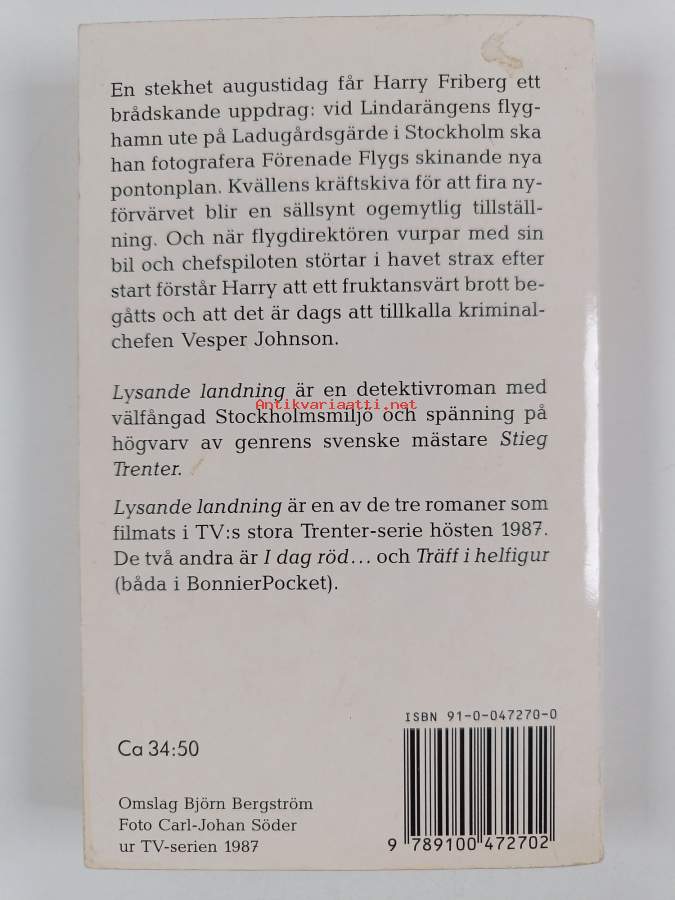 En stekhet augustidag får Harry Friberg ett
brådskande uppdrag: vid Lindarängens flyg-
hamn ute på Ladugårdsgärde i Stockholm ska
han fotografera Förenade Flygs skinande nya
pontonplan. Kvällens kräftskiva för att fira ny-
förvärvet blir en sällsynt ogemytlig tillställ-
ning. Och när flygdirektören vurpar med sin
bil och chefspiloten störtar i havet strax efter
start förstår Harry att ett fruktansvärt brott be-
gåtts och att det är dags att tillkalla kriminal-
chefen Vesper Johnson.
Lysande landning är en detektivroman med
Antikvariaatti.net
välfångad Stockholmsmiljö och spänning på
högvarv av genrens svenske mästare Stieg
Trenter.
Lysande landning är en av de tre romaner som
filmats i TV:s stora Trenter-serie hösten 1987.
De två andra är I dag röd... och Träff i helfigur
(båda i BonnierPocket).
ISBN 91-0-047270-0
Ca 34:50
Omslag Björn Bergström
Foto Carl-Johan Söder
ur TV-serien 1987
9 789100 472702